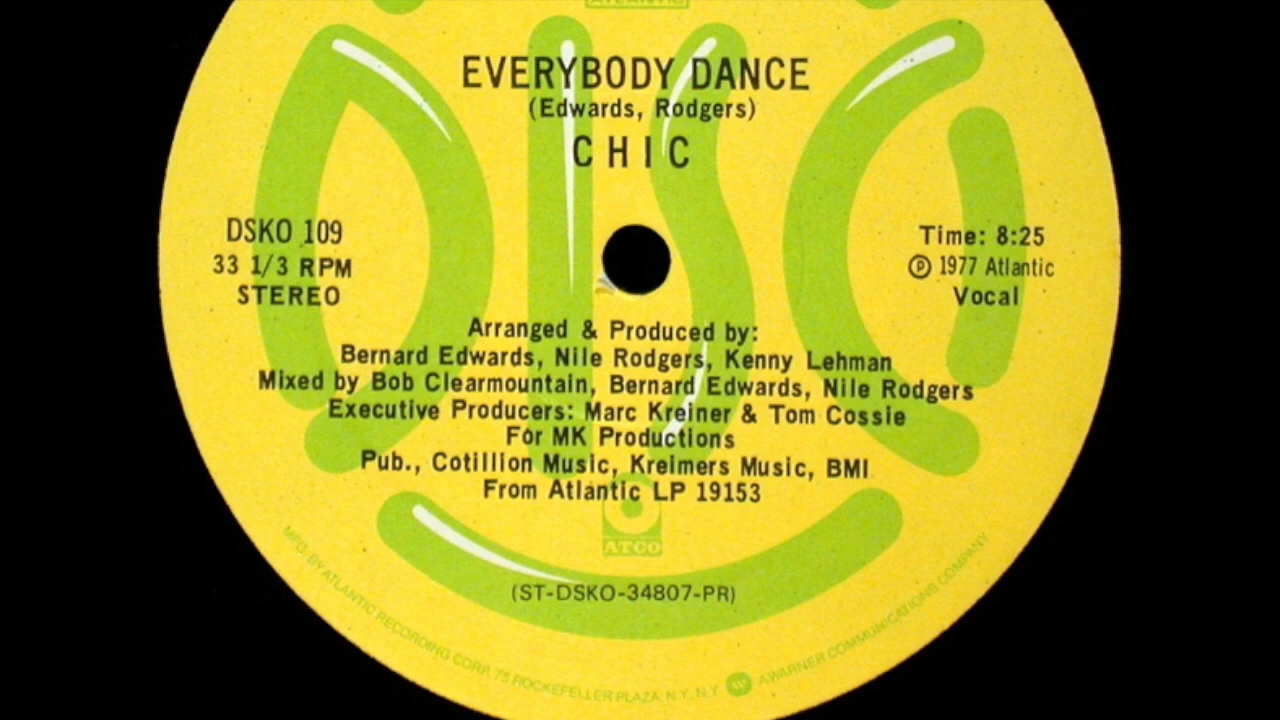 ATLANTIC
DISCO
EVERYBODY DANCE
(Edwards, Rodgers)
CHIC
DSKO 109
33 1/3 RPM
STEREO
Time: 8:25
℗ 1977 Atlantic
Vocal
Arranged & Produced by:
Bernard Edwards, Nile Rodgers, Kenny Lehman
Mixed by Bob Clearmountain, Bernard Edwards, Nile Rodgers
Executive Producers: Marc Kreiner & Tom Cossie
For MK Productions
Pub., Cotillion Music, Kreimers Music, BMI
From Atlantic LP 19153
ATCO
(ST-DSKO-34807-PR)
MFG. BY ATLANTIC RECORDING CORP. 75 ROCKEFELLER PLAZA, N.Y. N.Y. A WARNER COMMUNICATIONS COMPANY